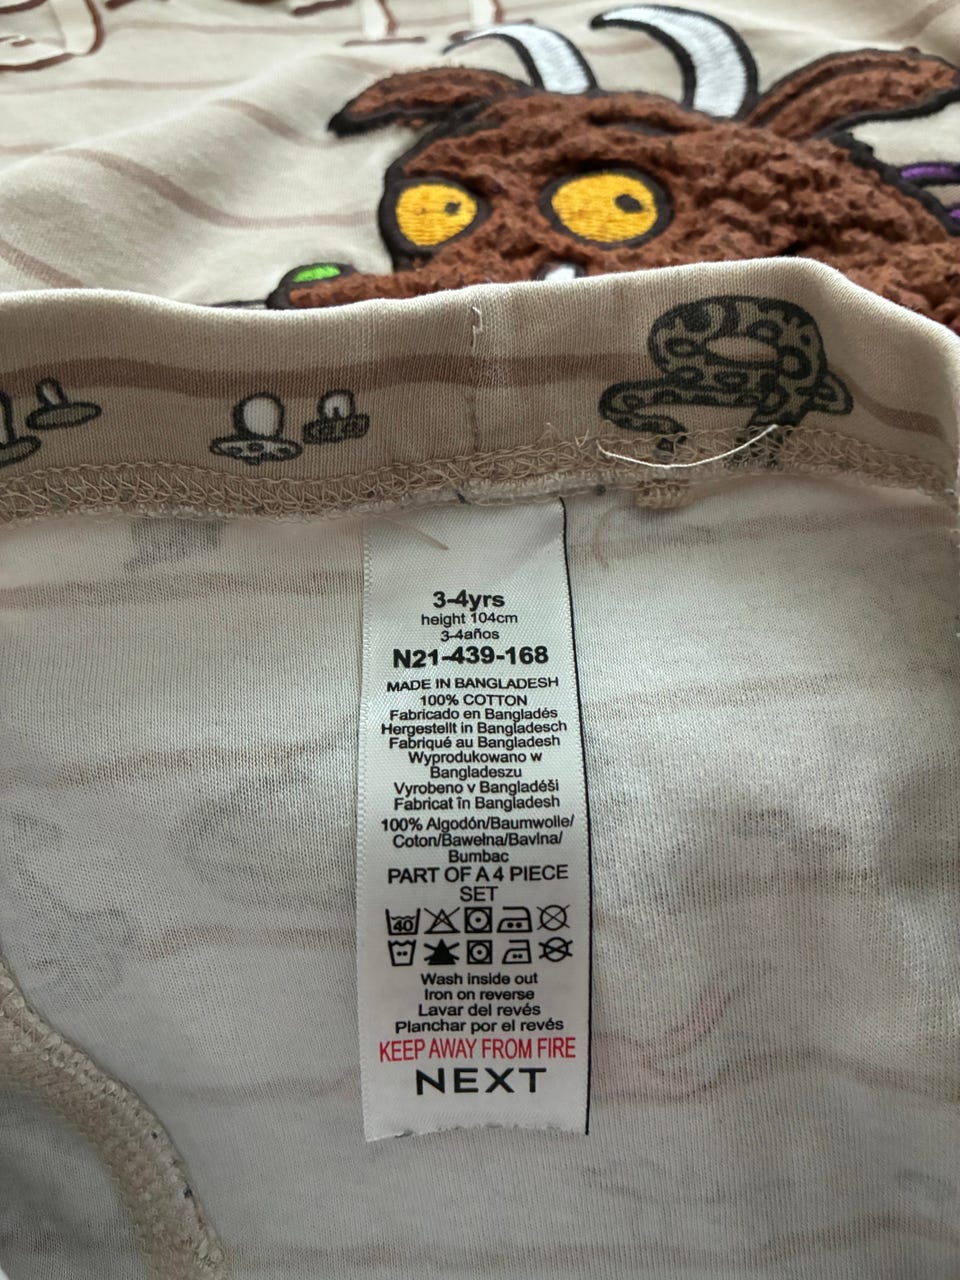 3-4yrs
height 104cm
3-4años
N21-439-168
MADE IN BANGLADESH
100% COTTON
Fabricado en Bangladés
Hergestellt in Bangladesch
Fabriqué au Bangladesh
Wyprodukowano w
Bangladeszu
Vyrobeno v Bangladéši
Fabricat în Bangladesh
100% Algodón/Baumwolle/
Coton/Bawełna/Bavlna/
Bumbac
PART OF A 4 PIECE
SET
40
Wash inside out
Iron on reverse
Lavar del revés
Planchar por el revés
KEEP AWAY FROM FIRE
NEXT